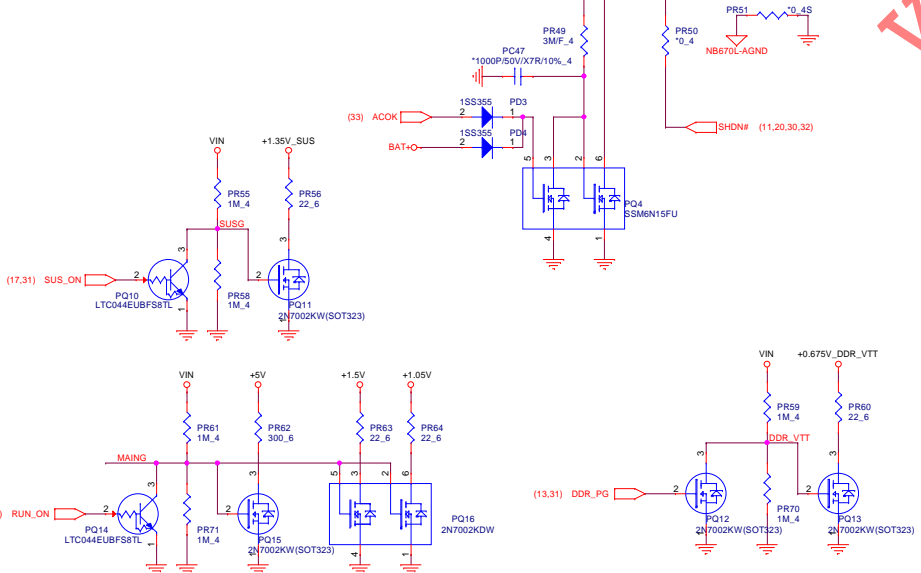 PR51 *0_4S
NB670L-AGND
PR49
3M/F_4
PR50
*0_4
PC47
*1000P/50V/X7R/10%_4
1SS355 PD3
(33) ACOK 2 1
1SS355 PD4
BAT+ 2 1
SHDN# (11,20,30,32)
5 3 2 6
PQ4
SSM6N15FU
4 1
VIN +1.35V_SUS
PR55
1M_4
PR56
22_6
SUSG
3 3
(17,31) SUS_ON 2 2
PQ10
LTC044EUBFS8TL
PR58
1M_4
PQ11
2N7002KW(SOT323)
1 1
VIN +5V +1.5V +1.05V
PR61
1M_4
PR62
300_6
PR63
22_6
PR64
22_6
MAING
3 3 5 3 2 6
) RUN_ON 2 2
PQ14
LTC044EUBFS8TL
PR71
1M_4
PQ15
2N7002KW(SOT323)
PQ16
2N7002KDW
1 1 4 1
VIN +0.675V_DDR_VTT
PR59
1M_4
PR60
22_6
DDR_VTT
3 3
(13,31) DDR_PG 2 2
PQ12
2N7002KW(SOT323)
PR70
1M_4
PQ13
2N7002KW(SOT323)
1 1